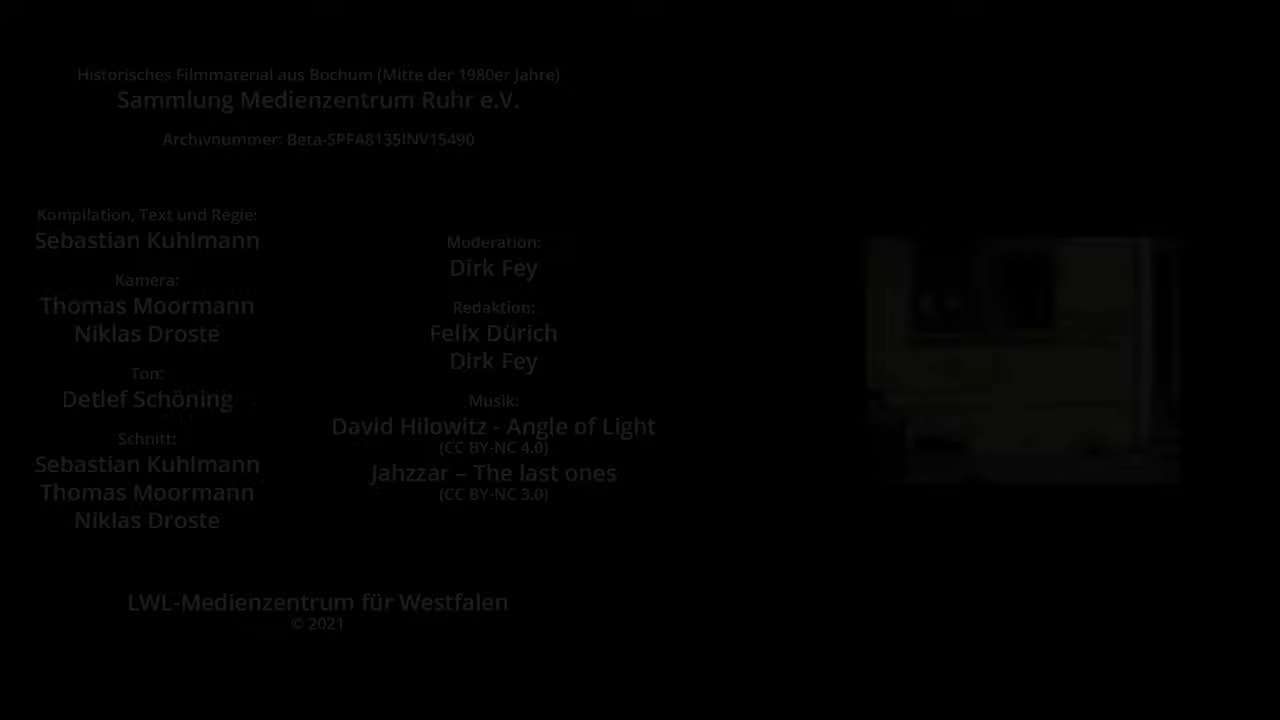 Historisches Filmmarerial aus Bochum (Mitte der 1980er Jahre)
Sammlung Medienzentrum Ruhr e.V.
Archivnummer: Beta-SPFA8135INV15490
Kompilation, Text und Regie:
Sebastian Kuhlmann
Kamera:
Thomas Moormann
Niklas Droste
Ton:
Detlef Schöning
Schnitt:
Sebastian Kuhlmann
Thomas Moormann
Niklas Droste
Moderation:
Dirk Fey
Redaktion:
Felix Dürich
Dirk Fey
Musik:
David Hilowitz - Angle of Light
(CC BY-NC 4.0)
Jahzzar – The last ones
(CC BY-NC 3.0)
LWL-Medienzentrum für Westfalen
© 2021